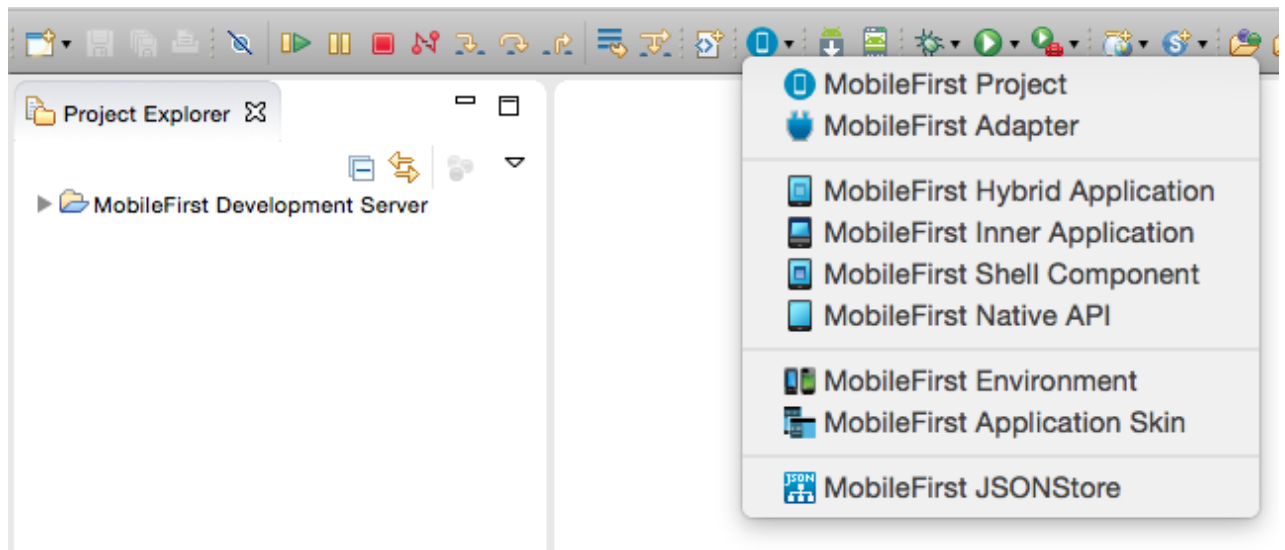 Project Explorer
MobileFirst Development Server
MobileFirst Project
MobileFirst Adapter
MobileFirst Hybrid Application
MobileFirst Inner Application
MobileFirst Shell Component
MobileFirst Native API
MobileFirst Environment
MobileFirst Application Skin
JSON
MobileFirst JSONStore